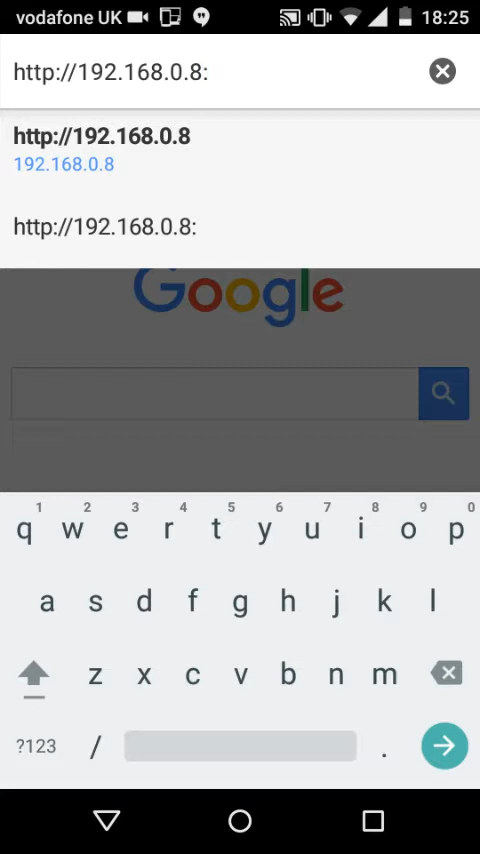 vodafone UK 18:25
http://192.168.0.8:
http://192.168.0.8
192.168.0.8
http://192.168.0.8:
Google
1 2 3 4 5 6 7 8 9 0
q w e r t y u i o p
a s d f g h j k l
z x c v b n m
?123 / .